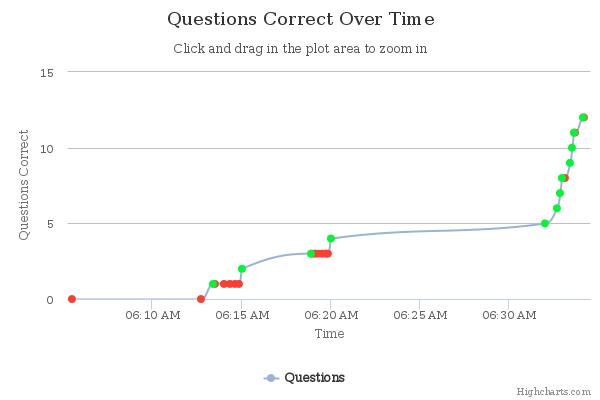 Questions Correct Over Time
Click and drag in the plot area to zoom in
Questions Correct
15
10
5
0
06:10 AM
06:15 AM
06:20 AM
06:25 AM
06:30 AM
Time
Questions
Highcharts.com